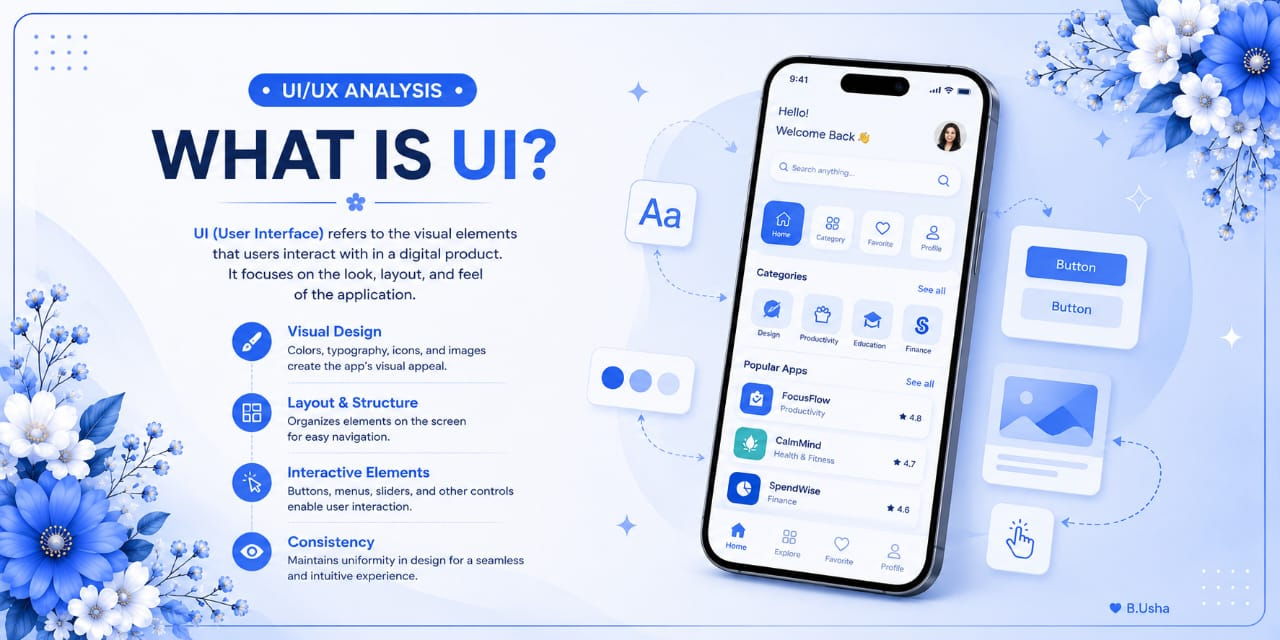 UI/UX ANALYSIS
WHAT IS UI?
UI (User Interface) refers to the visual elements
that users interact with in a digital product.
It focuses on the look, layout, and feel
of the application.
Visual Design
Colors, typography, icons, and images
create the app's visual appeal.
Layout & Structure
Organizes elements on the screen
for easy navigation.
Interactive Elements
Buttons, menus, sliders, and other controls
enable user interaction.
Consistency
Maintains uniformity in design for a seamless
and intuitive experience.
Aa
9:41
Hello!
Welcome Back 👋
Search anything...
Home
Category
Favorite
Profile
Categories
See all
Design
Productivity
Education
Finance
Popular Apps
See all
FocusFlow
Productivity
★ 4.8
CalmMind
Health & Fitness
★ 4.7
SpendWise
Finance
★ 4.6
Home
Explore
Favorite
Profile
Button
Button
B.Usha